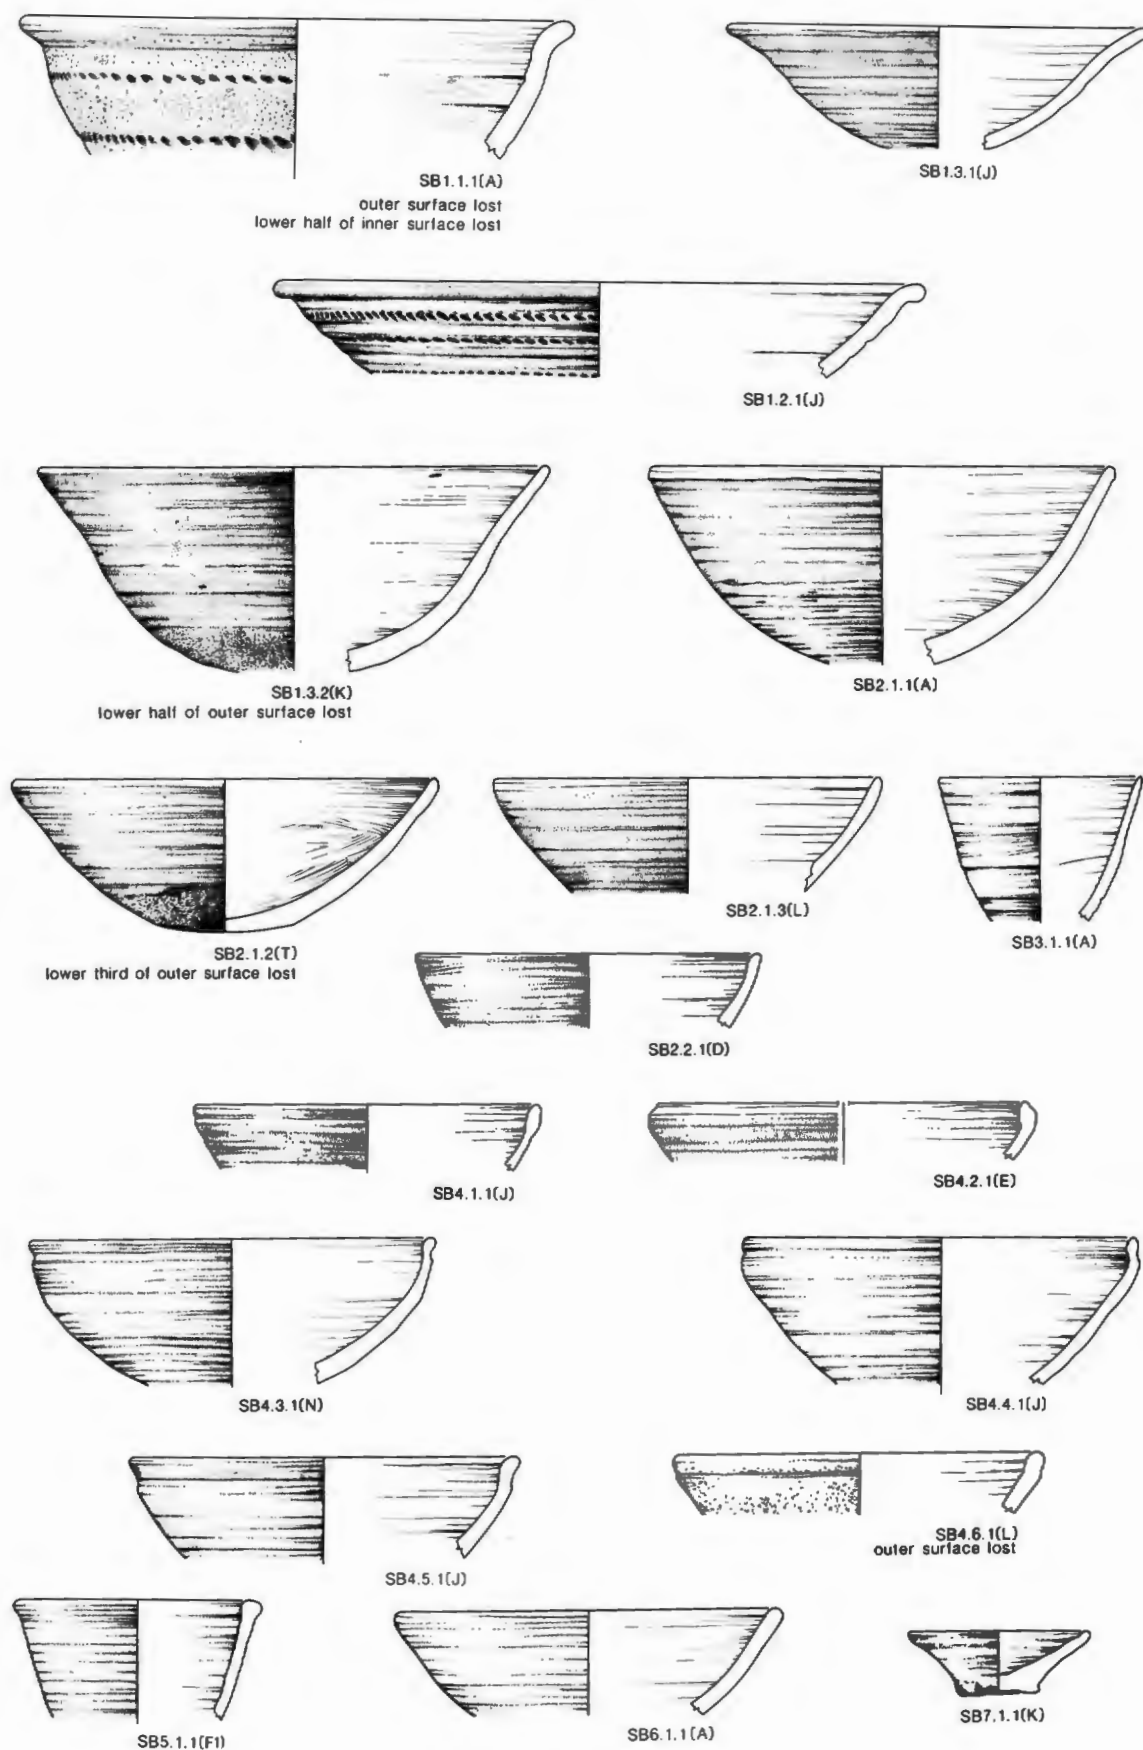 SB1.1.1(A)
outer surface lost
lower half of inner surface lost
SB1.3.1(J)
SB1.2.1(J)
SB1.3.2(K)
lower half of outer surface lost
SB2.1.1(A)
SB2.1.2(T)
lower third of outer surface lost
SB2.1.3(L)
SB3.1.1(A)
SB2.2.1(D)
SB4.1.1(J)
SB4.2.1(E)
SB4.3.1(N)
SB4.4.1(J)
SB4.5.1(J)
SB4.6.1(L)
outer surface lost
SB5.1.1(F1)
SB6.1.1(A)
SB7.1.1(K)